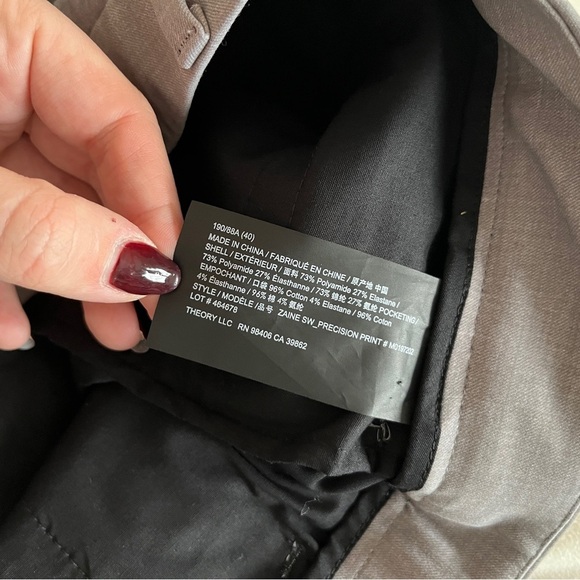 190/88A (40)
MADE IN CHINA / FABRIQUÉ EN CHINE / 原产地 中国
SHELL / EXTÉRIEUR / 面料 73% Polyamide 27% Elastane /
73% Polyamide 27% Élasthanne / 73% 锦纶 27% 氨纶 POCKETING /
EMPOCHANT / 口袋 96% Cotton 4% Elastane / 96% Coton
4% Élasthanne / 96% 棉 4% 氨纶
STYLE / MODÈLE / 品号 ZAINE SW_PRECISION PRINT #
LOT # 464678
THEORY LLC RN 98406 CA 39862